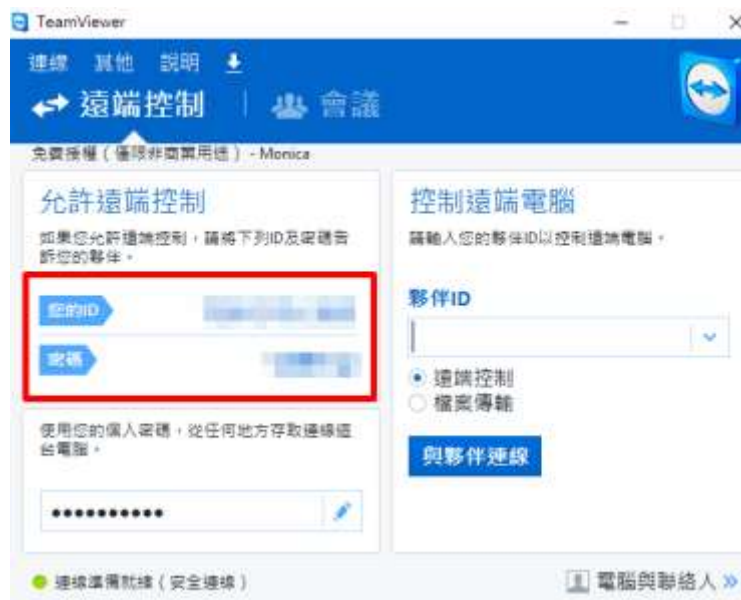 TeamViewer
連線 其他 說明
遠端控制
會議
免費授權（僅限非商業用途） - Monica
允許遠端控制
如果您允許遠端控制，請將下列ID及密碼告
訴您的夥伴。
您的ID
密碼
使用您的個人密碼，從任何地方存取連線這
台電腦。
控制遠端電腦
請輸入您的夥伴ID以控制遠端電腦。
夥伴ID
遠端控制
檔案傳輸
與夥伴連線
連線準備就緒（安全連線）
電腦與聯絡人